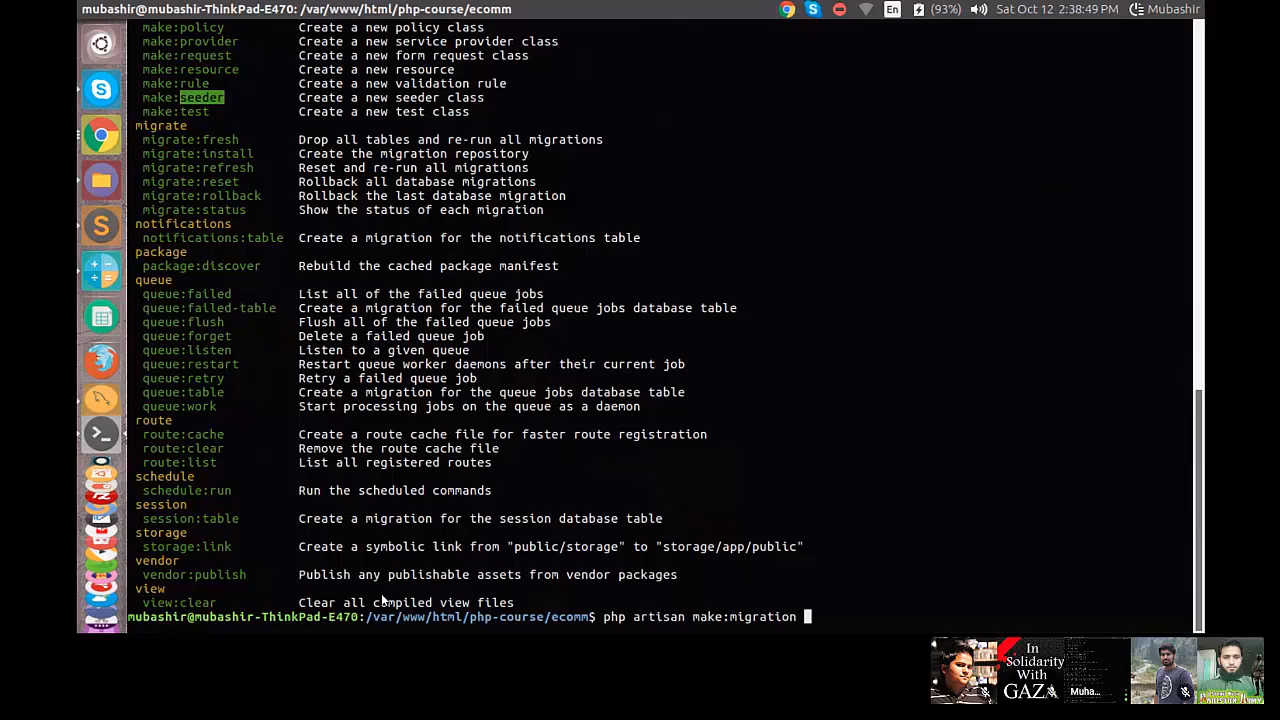 mubashir@mubashir-ThinkPad-E470: /var/www/html/php-course/ecomm
En (93%) Sat Oct 12 2:38:49 PM Mubashir
make:policy Create a new policy class
make:provider Create a new service provider class
make:request Create a new form request class
make:resource Create a new resource
make:rule Create a new validation rule
make:seeder Create a new seeder class
make:test Create a new test class
migrate
migrate:fresh Drop all tables and re-run all migrations
migrate:install Create the migration repository
migrate:refresh Reset and re-run all migrations
migrate:reset Rollback all database migrations
migrate:rollback Rollback the last database migration
migrate:status Show the status of each migration
notifications
notifications:table Create a migration for the notifications table
package
package:discover Rebuild the cached package manifest
queue
queue:failed List all of the failed queue jobs
queue:failed-table Create a migration for the failed queue jobs database table
queue:flush Flush all of the failed queue jobs
queue:forget Delete a failed queue job
queue:listen Listen to a given queue
queue:restart Restart queue worker daemons after their current job
queue:retry Retry a failed queue job
queue:table Create a migration for the queue jobs database table
queue:work Start processing jobs on the queue as a daemon
route
route:cache Create a route cache file for faster route registration
route:clear Remove the route cache file
route:list List all registered routes
schedule
schedule:run Run the scheduled commands
session
session:table Create a migration for the session database table
storage
storage:link Create a symbolic link from "public/storage" to "storage/app/public"
vendor
vendor:publish Publish any publishable assets from vendor packages
view
view:clear Clear all compiled view files
mubashir@mubashir-ThinkPad-E470:/var/www/html/php-course/ecomm$ php artisan make:migration
In
Solidarity
With
GAZA
Muha...